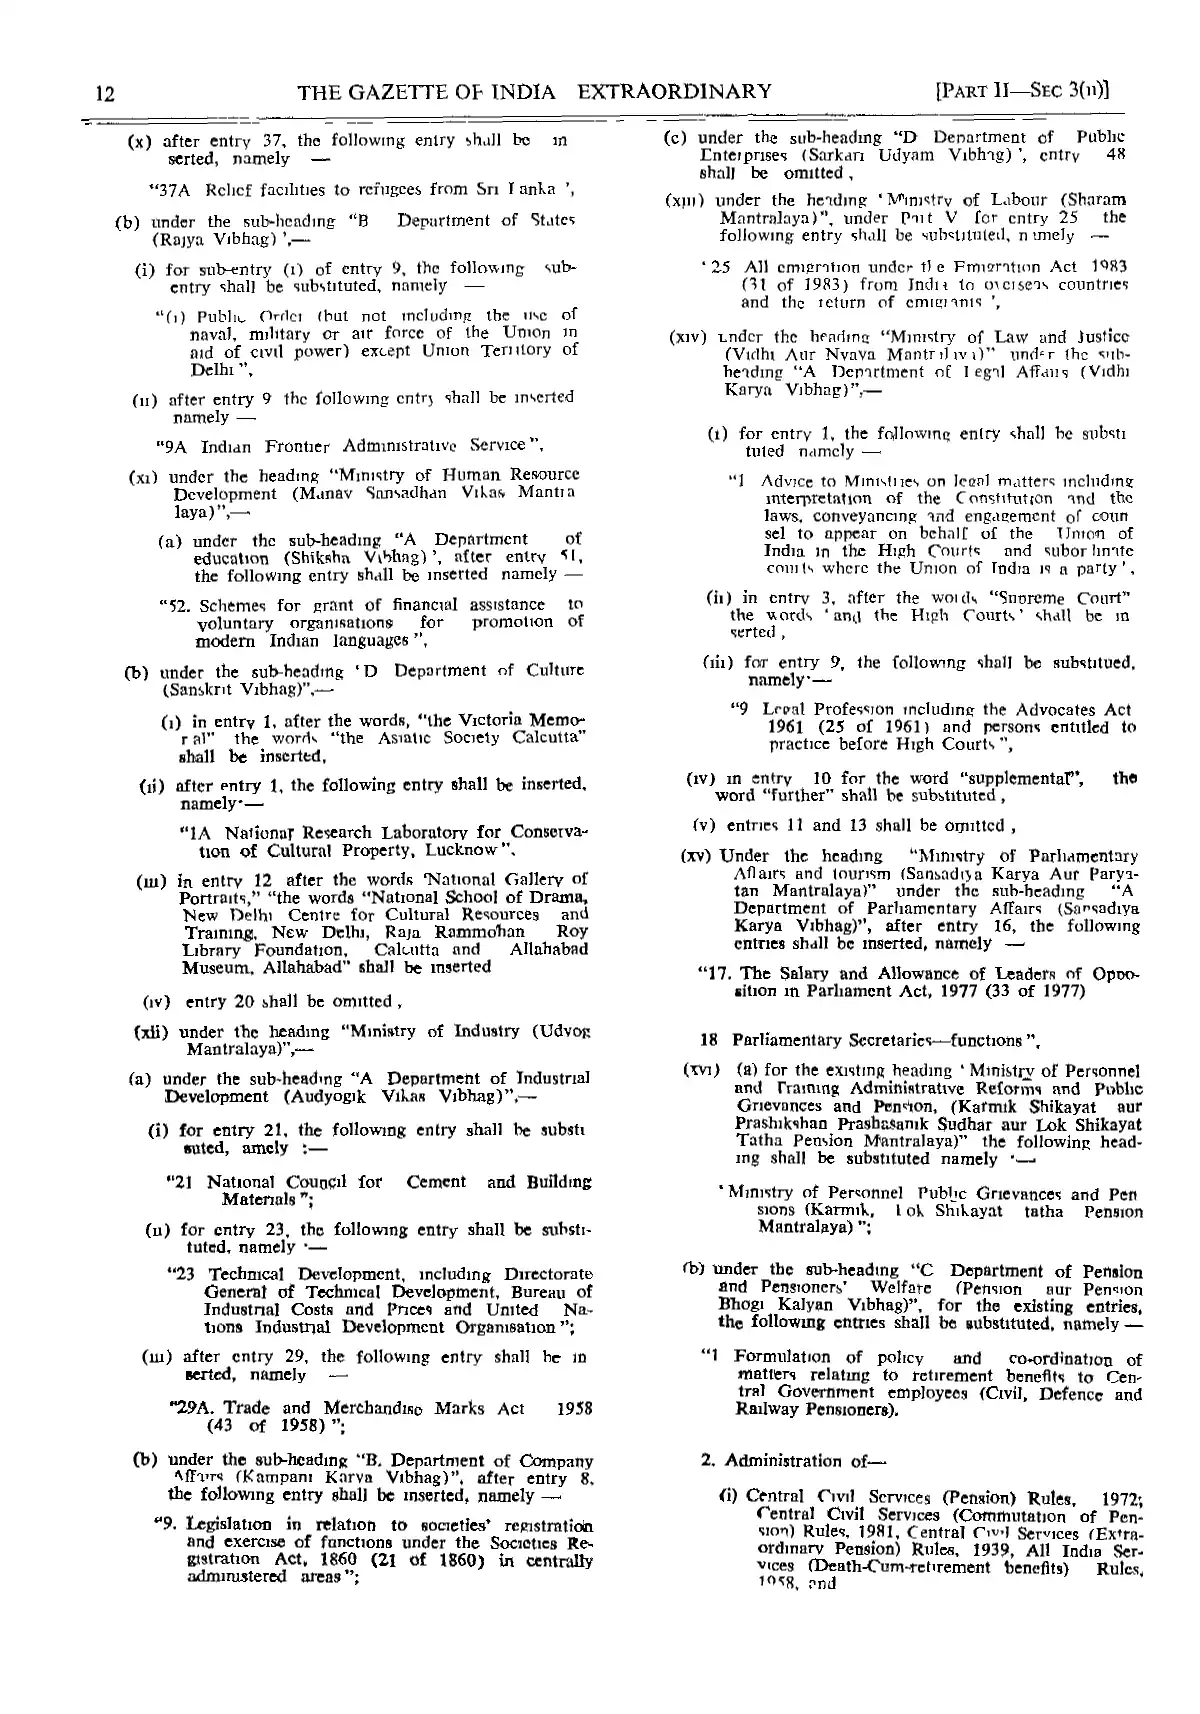 12 THE GAZETTE OF INDIA EXTRAORDINARY [PART II—SEC 3(ii)]
(x) after entry 37, the following entry shall be in
serted, namely —
"37A Relief facilities to refugees from Sri Lanka ',
(b) under the sub-heading "B Department of States
(Rajya Vibhag) ',—
(i) for sub-entry (i) of entry 9, the following sub-
entry shall be substituted, namely —
"(i) Public Order (but not including the use of
naval, military or air force of the Union in
aid of civil power) except Union Territory of
Delhi ",
(ii) after entry 9 the following entry shall be inserted
namely —
"9A Indian Frontier Administrative Service",
(xi) under the heading "Ministry of Human Resource
Development (Manav Sansadhan Vikas Mantra
laya)",—
(a) under the sub-heading "A Department of
education (Shiksha Vibhag) ', after entry 51,
the following entry shall be inserted namely —
"52. Schemes for grant of financial assistance to
voluntary organisations for promotion of
modern Indian languages ",
(b) under the sub-heading 'D Department of Culture
(Sanskrit Vibhag)",—
(i) in entry 1, after the words, "the Victoria Memo-
r al" the words "the Asiatic Society Calcutta"
shall be inserted,
(ii) after entry 1, the following entry shall be inserted,
namely·—
"1A National Research Laboratory for Conserva-
tion of Cultural Property, Lucknow",
(iii) in entry 12 after the words 'National Gallery of
Portraits," "the words "National School of Drama,
New Delhi Centre for Cultural Resources and
Training, New Delhi, Raja Rammohan Roy
Library Foundation, Calcutta and Allahabad
Museum, Allahabad" shall be inserted
(iv) entry 20 shall be omitted ,
(xii) under the heading "Ministry of Industry (Udyog
Mantralaya)",—
(a) under the sub-heading "A Department of Industrial
Development (Audyogik Vikas Vibhag)",—
(i) for entry 21, the following entry shall be substi
suted, amely :—
"21 National Council for Cement and Building
Materials ";
(ii) for entry 23, the following entry shall be substi-
tuted, namely ·—
"23 Technical Development, including Directorate
General of Technical Development, Bureau of
Industrial Costs and Prices and United Na-
tions Industrial Development Organisation ";
(iii) after entry 29, the following entry shall be in
serted, namely —
"29A. Trade and Merchandise Marks Act 1958
(43 of 1958) ";
(b) under the sub-heading "B. Department of Company
Affairs (Kampani Karya Vibhag)", after entry 8,
the following entry shall be inserted, namely —
"9. Legislation in relation to societies' registration
and exercise of functions under the Societies Re-
gistration Act, 1860 (21 of 1860) in centrally
administered areas ";
(c) under the sub-heading "D Department of Public
Enterprises (Sarkari Udyam Vibhag) ', entry 48
shall be omitted ,
(xiii) under the heading 'Ministry of Labour (Sharam
Mantralaya)", under Part V for entry 25 the
following entry shall be substituted, namely —
'25 All emigration under the Emigration Act 1983
(31 of 1983) from India to overseas countries
and the return of emigrants ',
(xiv) under the heading "Ministry of Law and Justice
(Vidhi Aur Nyaya Mantralaya)" under the sub-
heading "A Department of Legal Affairs (Vidhi
Karya Vibhag)",—
(i) for entry 1, the following entry shall be substi
tuted namely —
"1 Advice to Ministries on legal matters including
interpretation of the Constitution and the
laws, conveyancing and engagement of coun
sel to appear on behalf of the Union of
India in the High Courts and subordinate
courts where the Union of India is a party',
(ii) in entry 3, after the words "Supreme Court"
the words 'and the High Courts' shall be in
serted ,
(iii) for entry 9, the following shall be substitued,
namely·—
"9 Legal Profession including the Advocates Act
1961 (25 of 1961) and persons entitled to
practice before High Courts ",
(iv) in entry 10 for the word "supplemental", the
word "further" shall be substituted ,
(v) entries 11 and 13 shall be omitted ,
(xv) Under the heading "Ministry of Parliamentary
Affairs and tourism (Sansadiya Karya Aur Parya-
tan Mantralaya)" under the sub-heading "A
Department of Parliamentary Affairs (Sansadiya
Karya Vibhag)", after entry 16, the following
entries shall be inserted, namely —
"17. The Salary and Allowance of Leaders of Oppo-
sition in Parliament Act, 1977 (33 of 1977)
18 Parliamentary Secretaries—functions ",
(xvi) (a) for the existing heading 'Ministry of Personnel
and Training Administrative Reforms and Public
Grievances and Pension, (Karmik Shikayat aur
Prashikshan Prashasanik Sudhar aur Lok Shikayat
Tatha Pension Mantralaya)" the following head-
ing shall be substituted namely ·—
'Ministry of Personnel Public Grievances and Pen
sions (Karmik, Lok Shikayat tatha Pension
Mantralaya) ";
(b) under the sub-heading "C Department of Pension
and Pensioners' Welfare (Pension aur Pension
Bhogi Kalyan Vibhag)", for the existing entries,
the following entries shall be substituted, namely —
"1 Formulation of policy and co-ordination of
matters relating to retirement benefits to Cen-
tral Government employees (Civil, Defence and
Railway Pensioners).
2. Administration of—
(i) Central Civil Services (Pension) Rules, 1972;
Central Civil Services (Commutation of Pen-
sion) Rules, 1981, Central Civil Services (Extra-
ordinary Pension) Rules, 1939, All India Ser-
vices (Death-Cum-retirement benefits) Rules,
1958, and